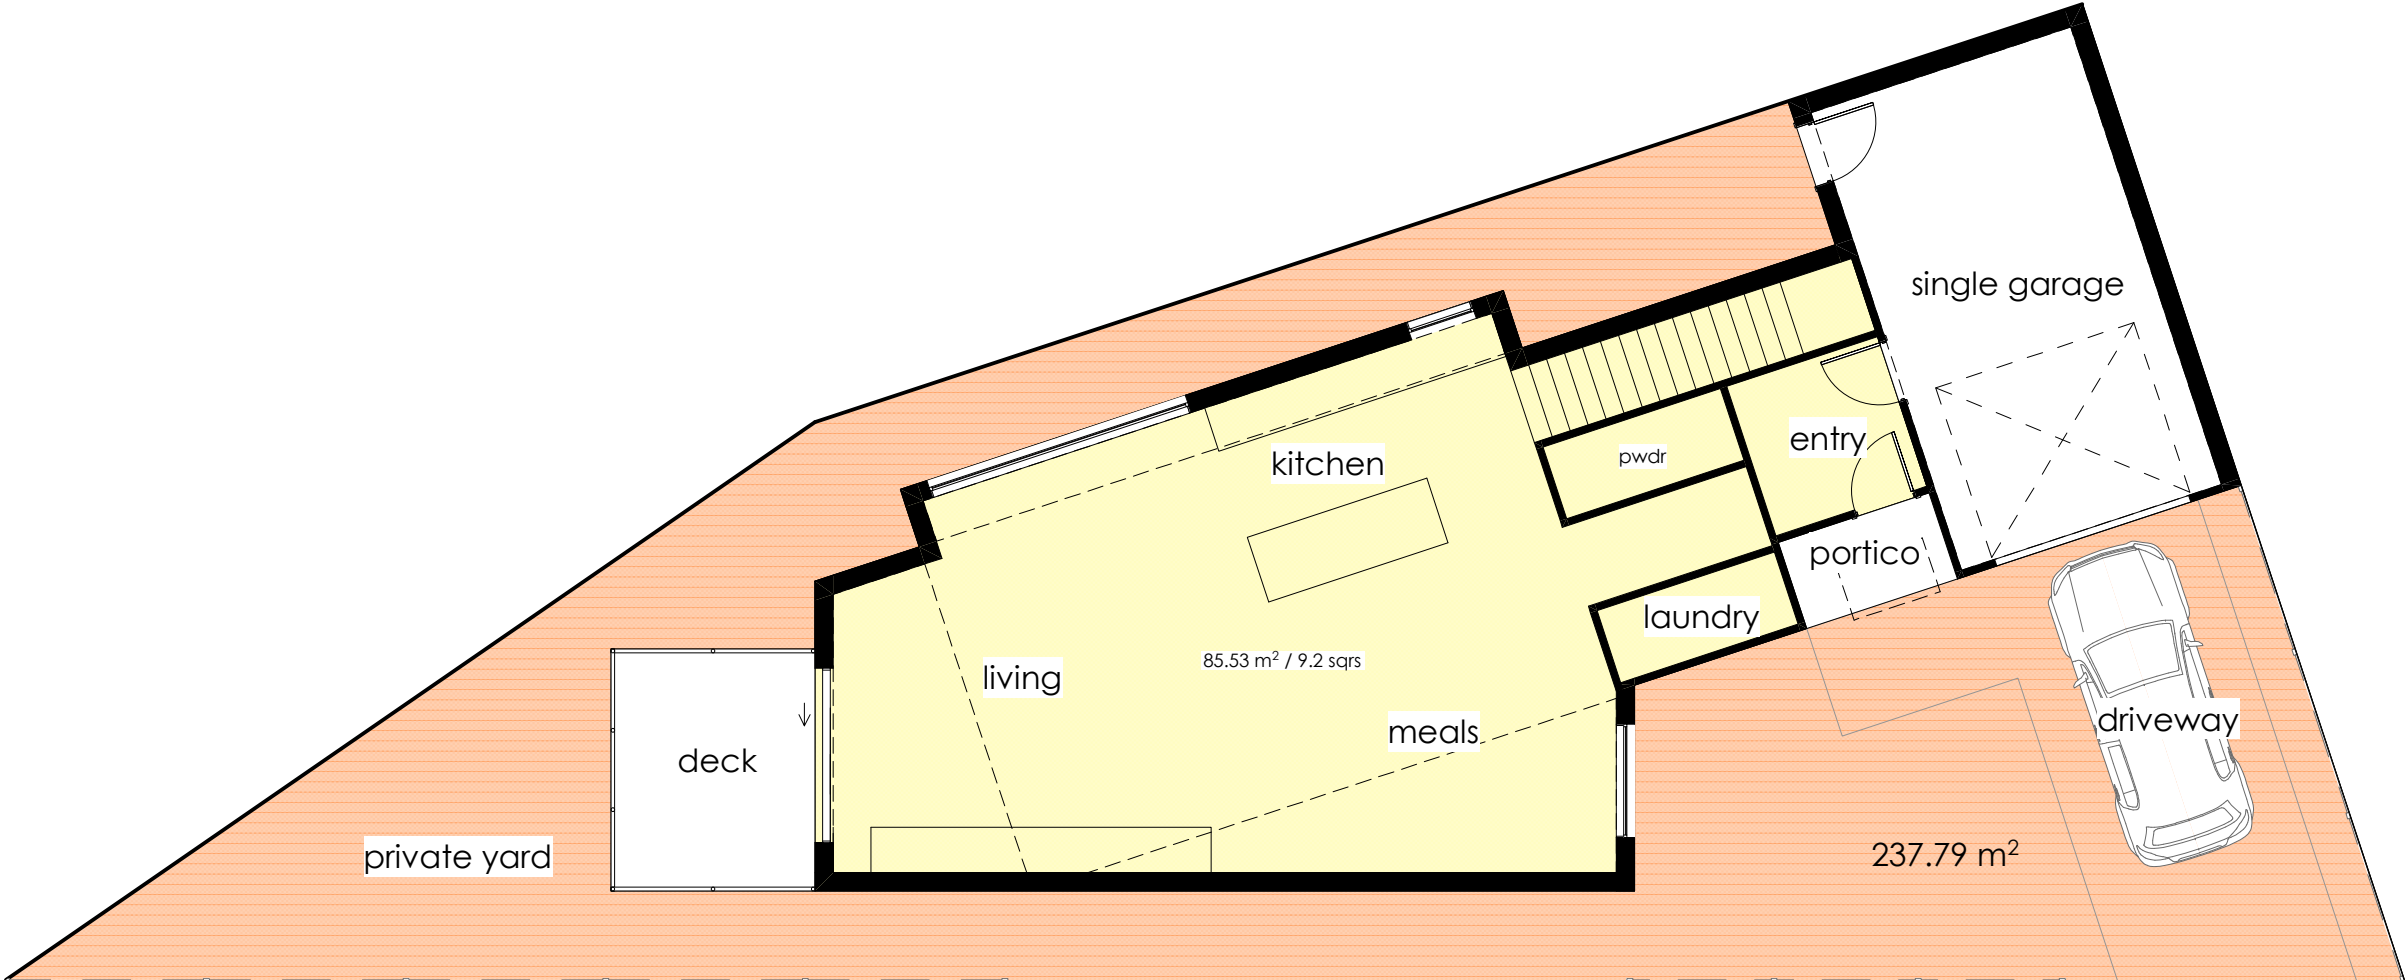 single garage
entry
pwdr
kitchen
portico
laundry
85.53 m² / 9.2 sqrs
living
driveway
meals
deck
private yard
237.79 m²